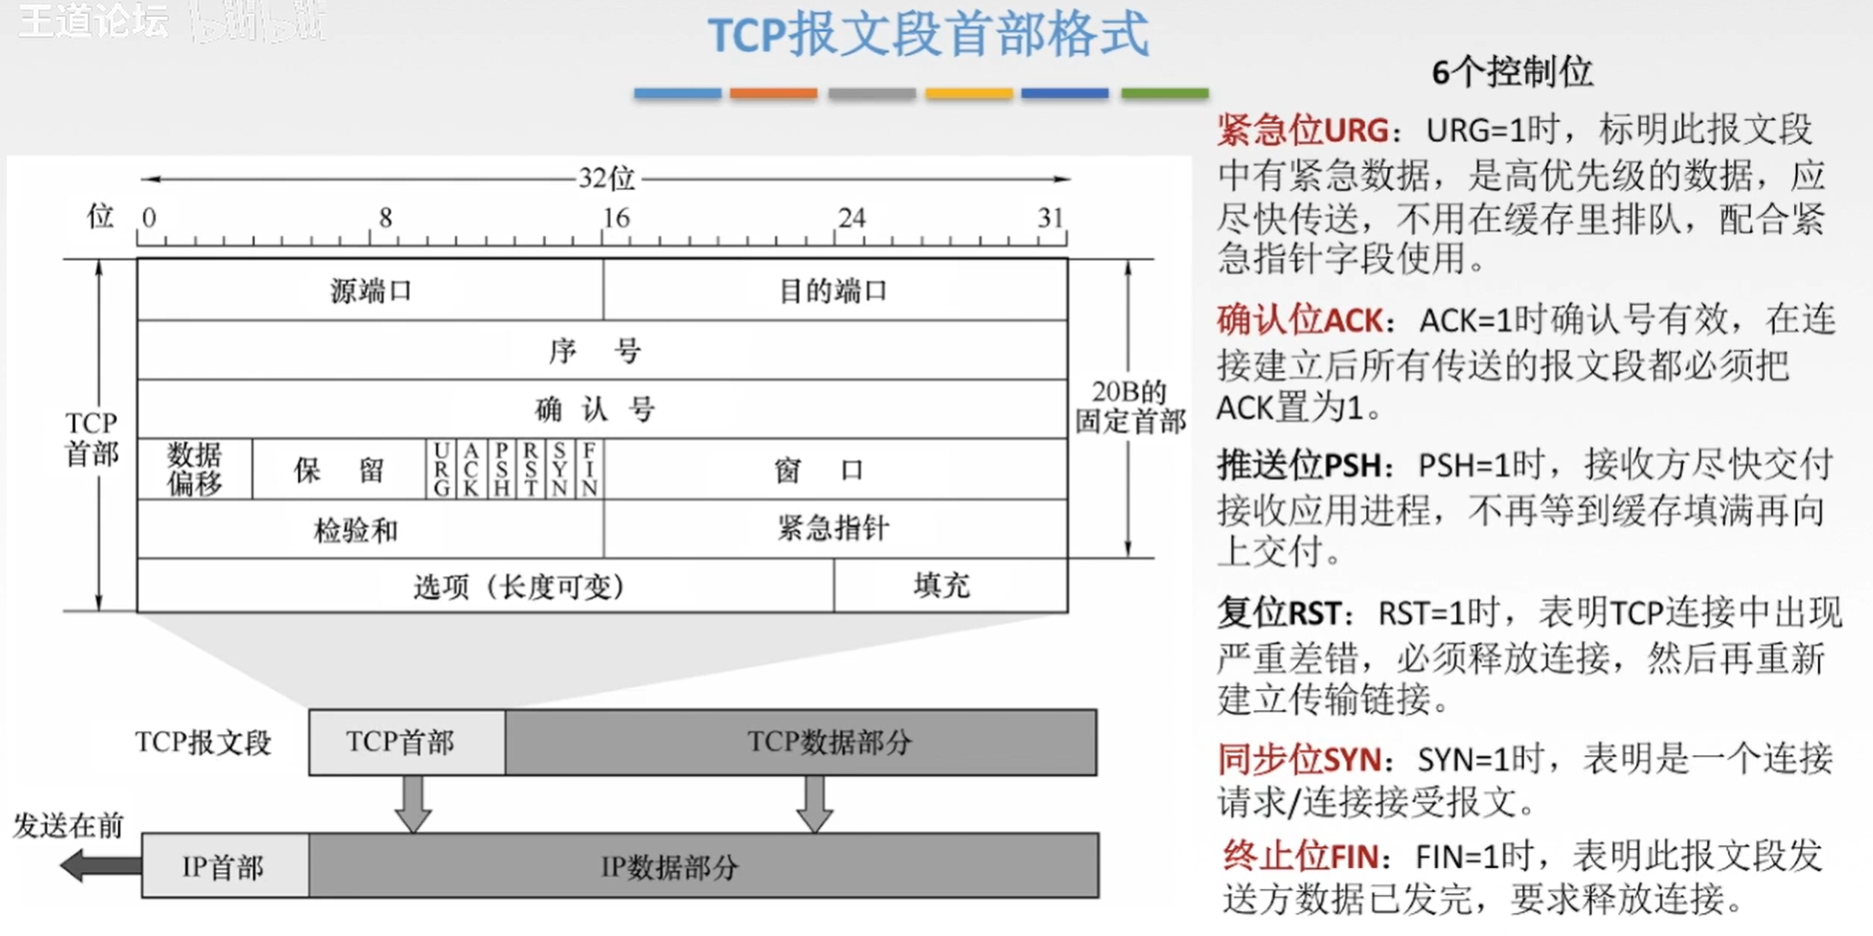 王道论坛 bilibili
TCP报文段首部格式
32位
位 0 8 16 24 31
TCP
首部
源端口 目的端口
序 号
确 认 号
数据
偏移
保 留
URG ACK PSH RST SYN FIN
窗 口
检验和 紧急指针
选项（长度可变） 填充
20B的
固定首部
TCP报文段 TCP首部 TCP数据部分
发送在前
IP首部 IP数据部分
6个控制位
紧急位URG：URG=1时，标明此报文段
中有紧急数据，是高优先级的数据，应
尽快传送，不用在缓存里排队，配合紧
急指针字段使用。
确认位ACK：ACK=1时确认号有效，在连
接建立后所有传送的报文段都必须把
ACK置为1。
推送位PSH：PSH=1时，接收方尽快交付
接收应用进程，不再等到缓存填满再向
上交付。
复位RST：RST=1时，表明TCP连接中出现
严重差错，必须释放连接，然后再重新
建立传输链接。
同步位SYN：SYN=1时，表明是一个连接
请求/连接接受报文。
终止位FIN：FIN=1时，表明此报文段发
送方数据已发完，要求释放连接。